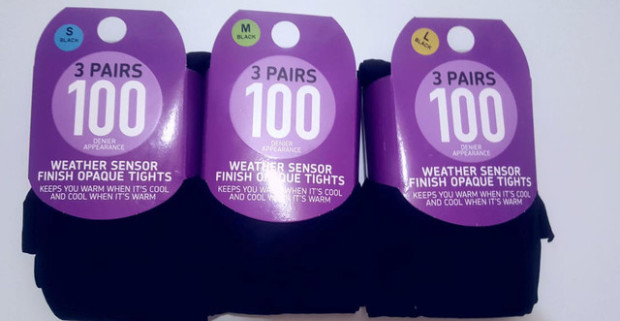 S
BLACK
3 PAIRS
100
DENIER
APPEARANCE
WEATHER SENSOR
FINISH OPAQUE TIGHTS
KEEPS YOU WARM WHEN IT'S COOL
AND COOL WHEN IT'S WARM
M
BLACK
3 PAIRS
100
DENIER
APPEARANCE
WEATHER SENSOR
FINISH OPAQUE TIGHTS
KEEPS YOU WARM WHEN IT'S COOL
AND COOL WHEN IT'S WARM
L
BLACK
3 PAIRS
100
DENIER
APPEARANCE
WEATHER SENSOR
FINISH OPAQUE TIGHTS
KEEPS YOU WARM WHEN IT'S COOL
AND COOL WHEN IT'S WARM